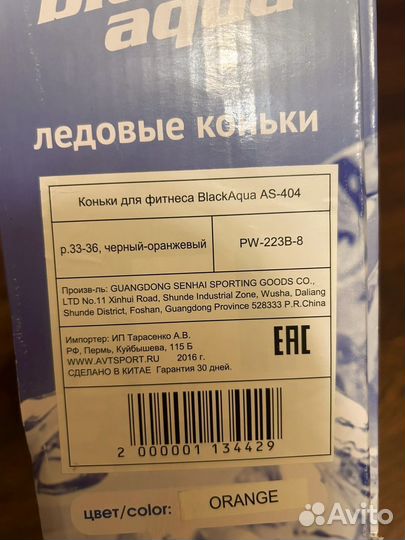 black
aqua
ледовые коньки
Коньки для фитнеса BlackAqua AS-404
р.33-36, черный-оранжевый
PW-223B-8
Произв-ль: GUANGDONG SENHAI SPORTING GOODS CO.,
LTD No.11 Xinhui Road, Shunde Industrial Zone, Wusha, Daliang
Shunde District, Foshan, Guangdong Province 528333 P.R.China
Импортер: ИП Тарасенко А.В.
РФ, Пермь, Куйбышева, 115 Б
WWW.AVTSPORT.RU 2016 г.
СДЕЛАНО В КИТАЕ Гарантия 30 дней.
EAC
2 000001 134429
цвет/color: ORANGE
Avito